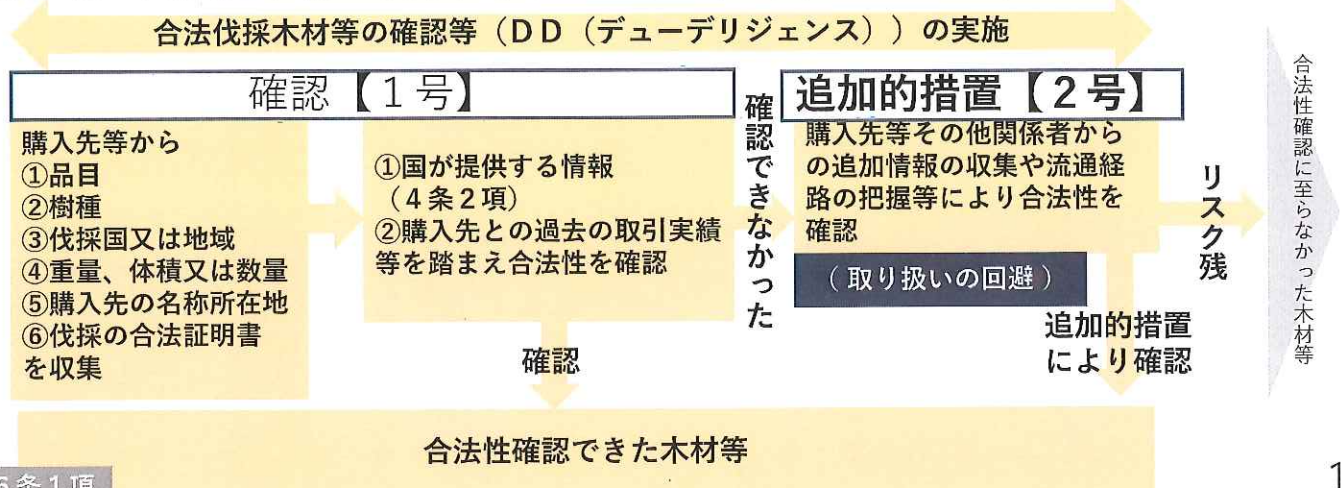 合法伐採木材等の確認等（ＤＤ（デューデリジェンス））の実施
確認【１号】
購入先等から
①品目
②樹種
③伐採国又は地域
④重量、体積又は数量
⑤購入先の名称所在地
⑥伐採の合法証明書
を収集
①国が提供する情報
（４条２項）
②購入先との過去の取引実績
等を踏まえ合法性を確認
確認できなかった
追加的措置【２号】
購入先等その他関係者から
の追加情報の収集や流通経
路の把握等により合法性を
確認
（取り扱いの回避）
リスク残
合法性確認に至らなかった木材等
確認
追加的措置
により確認
合法性確認できた木材等
条１項
1